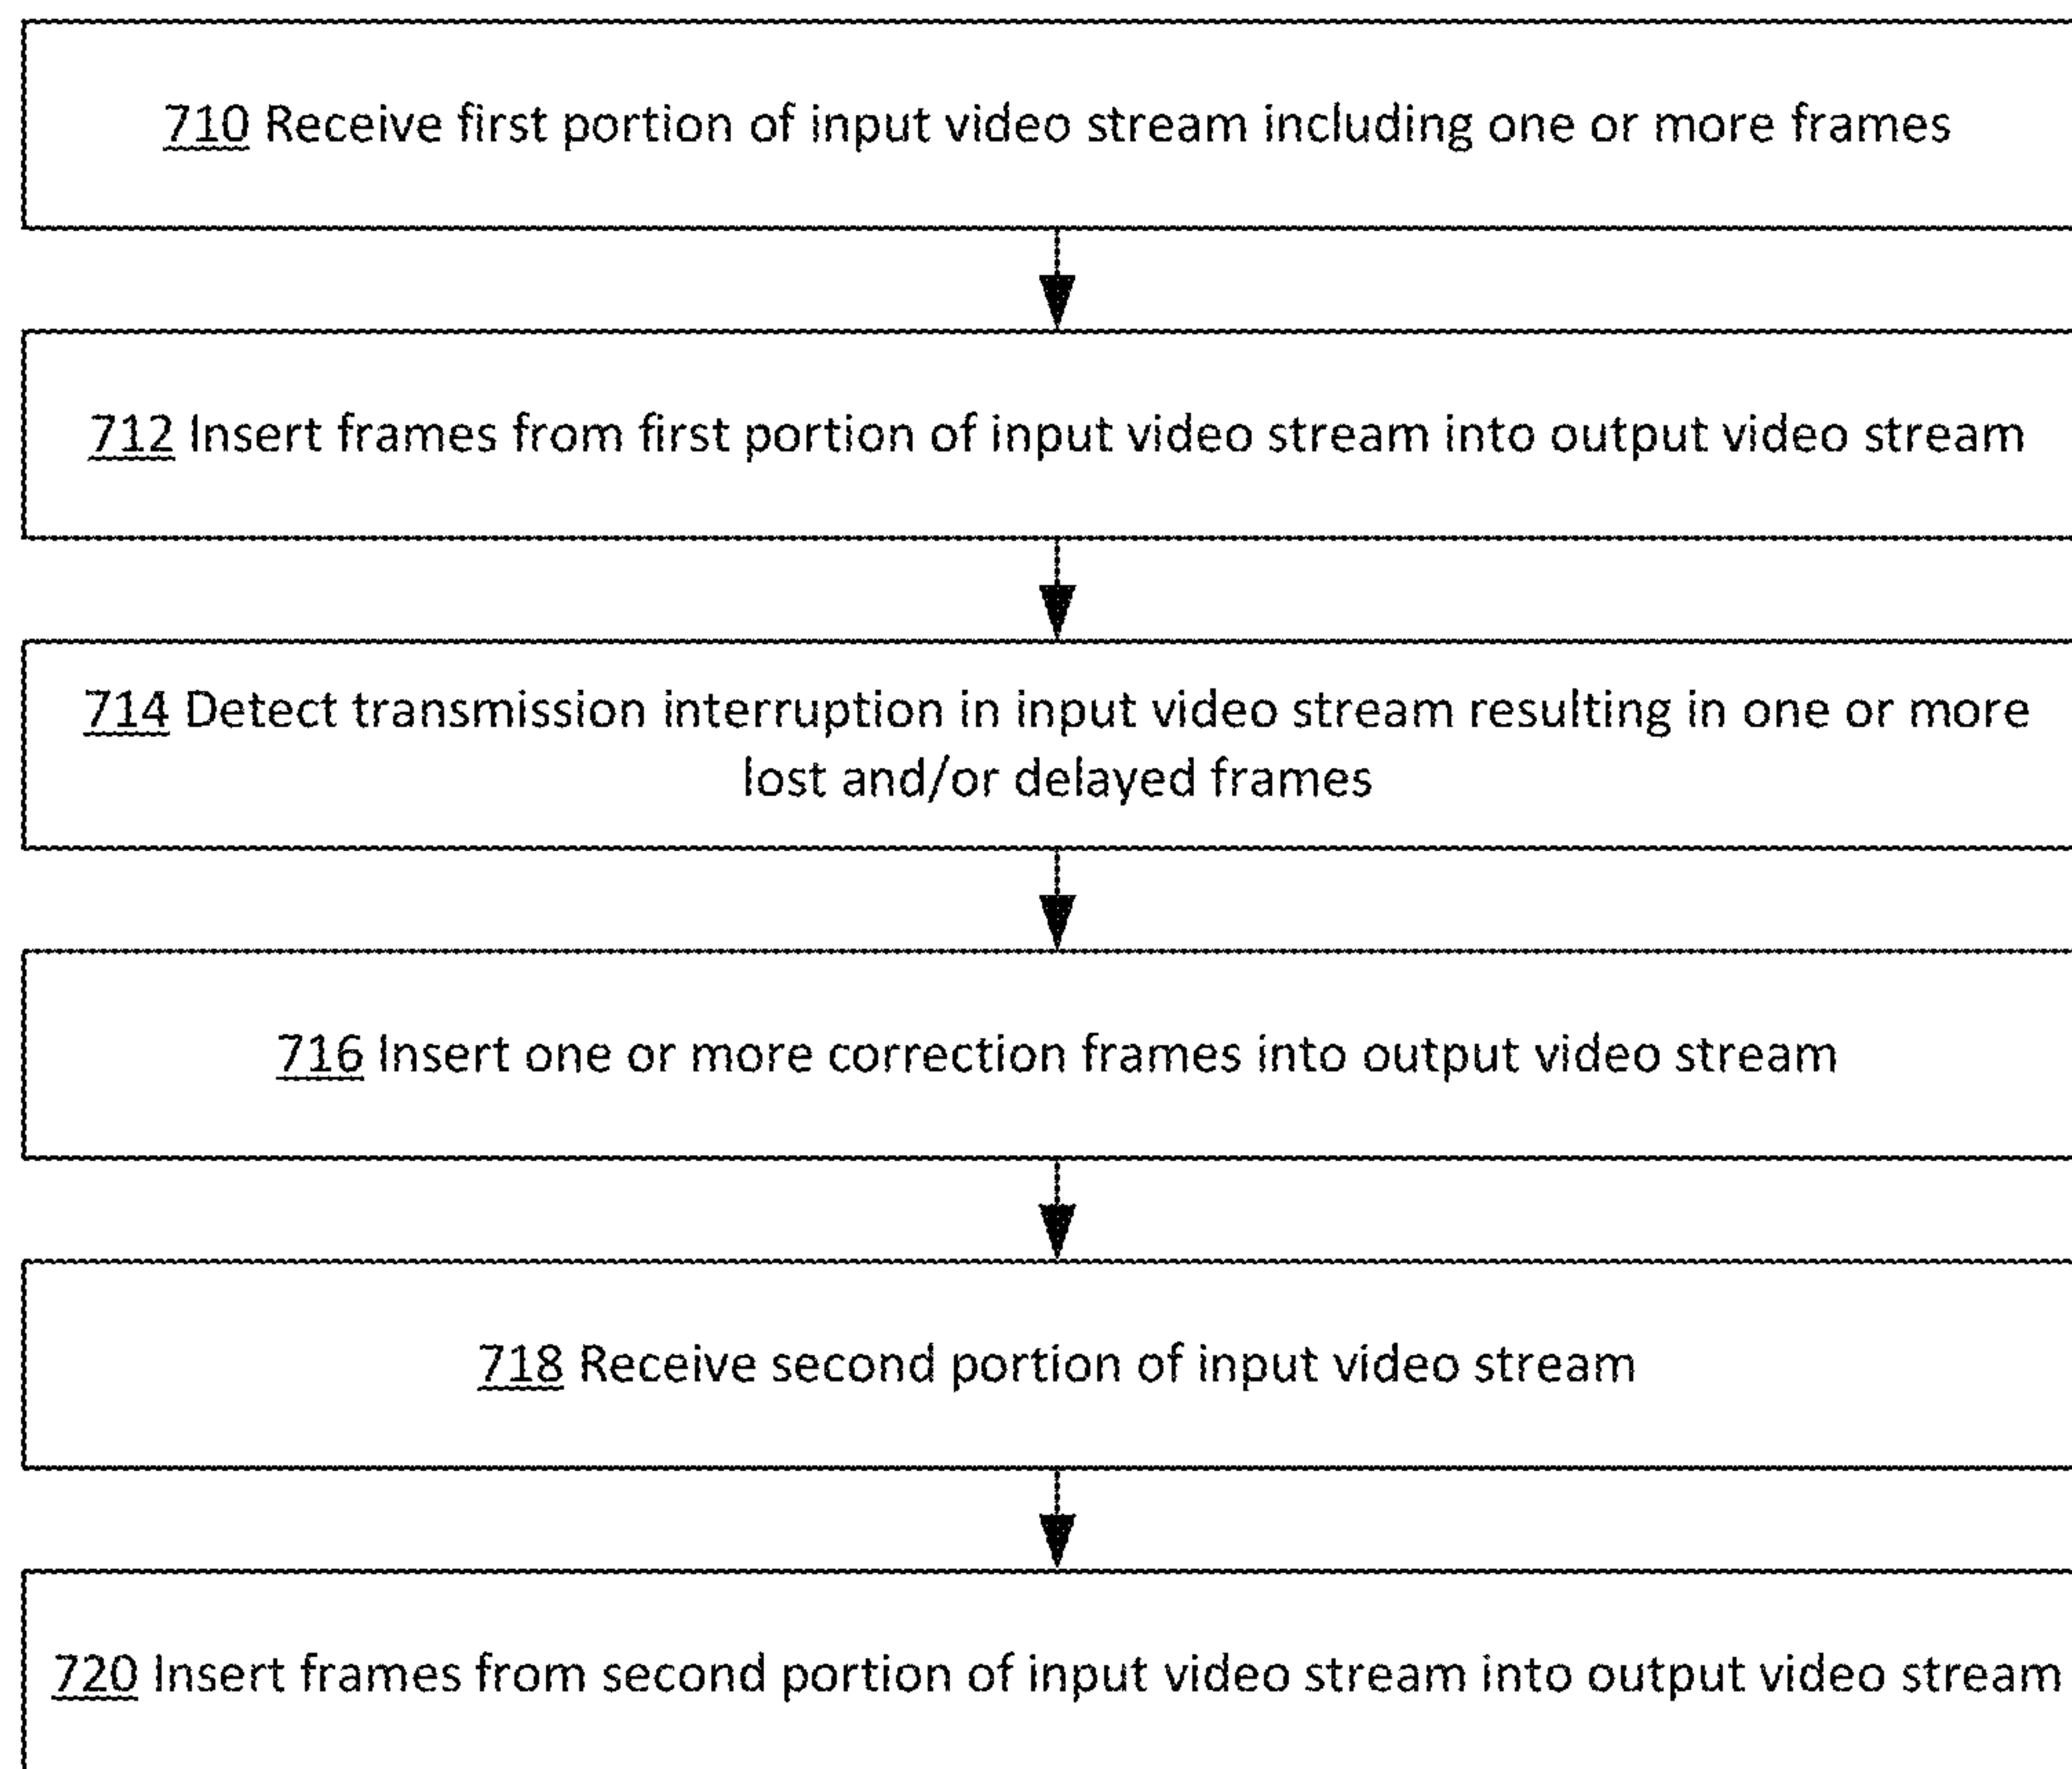 710 Receive first portion of input video stream including one or more frames
712 Insert frames from first portion of input video stream into output video stream
714 Detect transmission interruption in input video stream resulting in one or more
lost and/or delayed frames
716 Insert one or more correction frames into output video stream
718 Receive second portion of input video stream
720 Insert frames from second portion of input video stream into output video stream